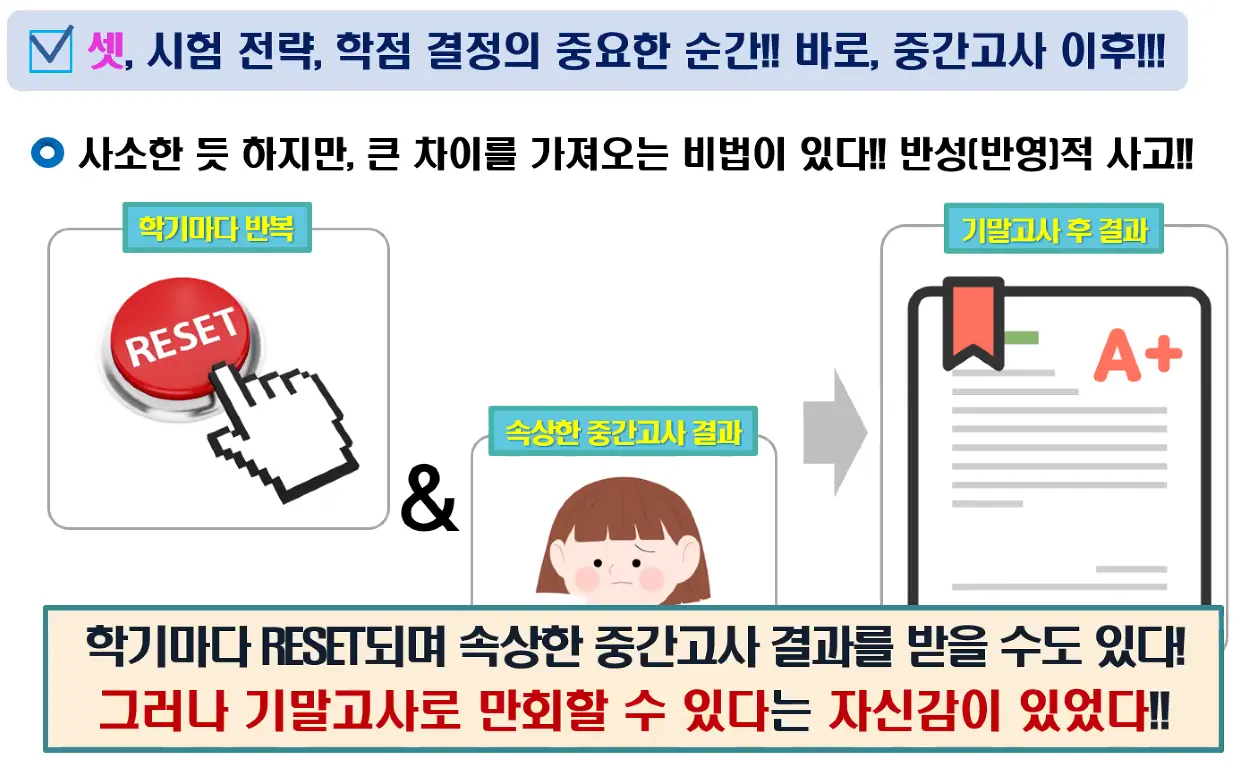 셋, 시험 전략, 학점 결정의 중요한 순간!! 바로, 중간고사 이후!!!
사소한 듯 하지만, 큰 차이를 가져오는 비법이 있다!! 반성(반영)적 사고!!
학기마다 반복
RESET
&
속상한 중간고사 결과
기말고사 후 결과
A+
학기마다 RESET되며 속상한 중간고사 결과를 받을 수도 있다!
그러나 기말고사로 만회할 수 있다는 자신감이 있었다!!